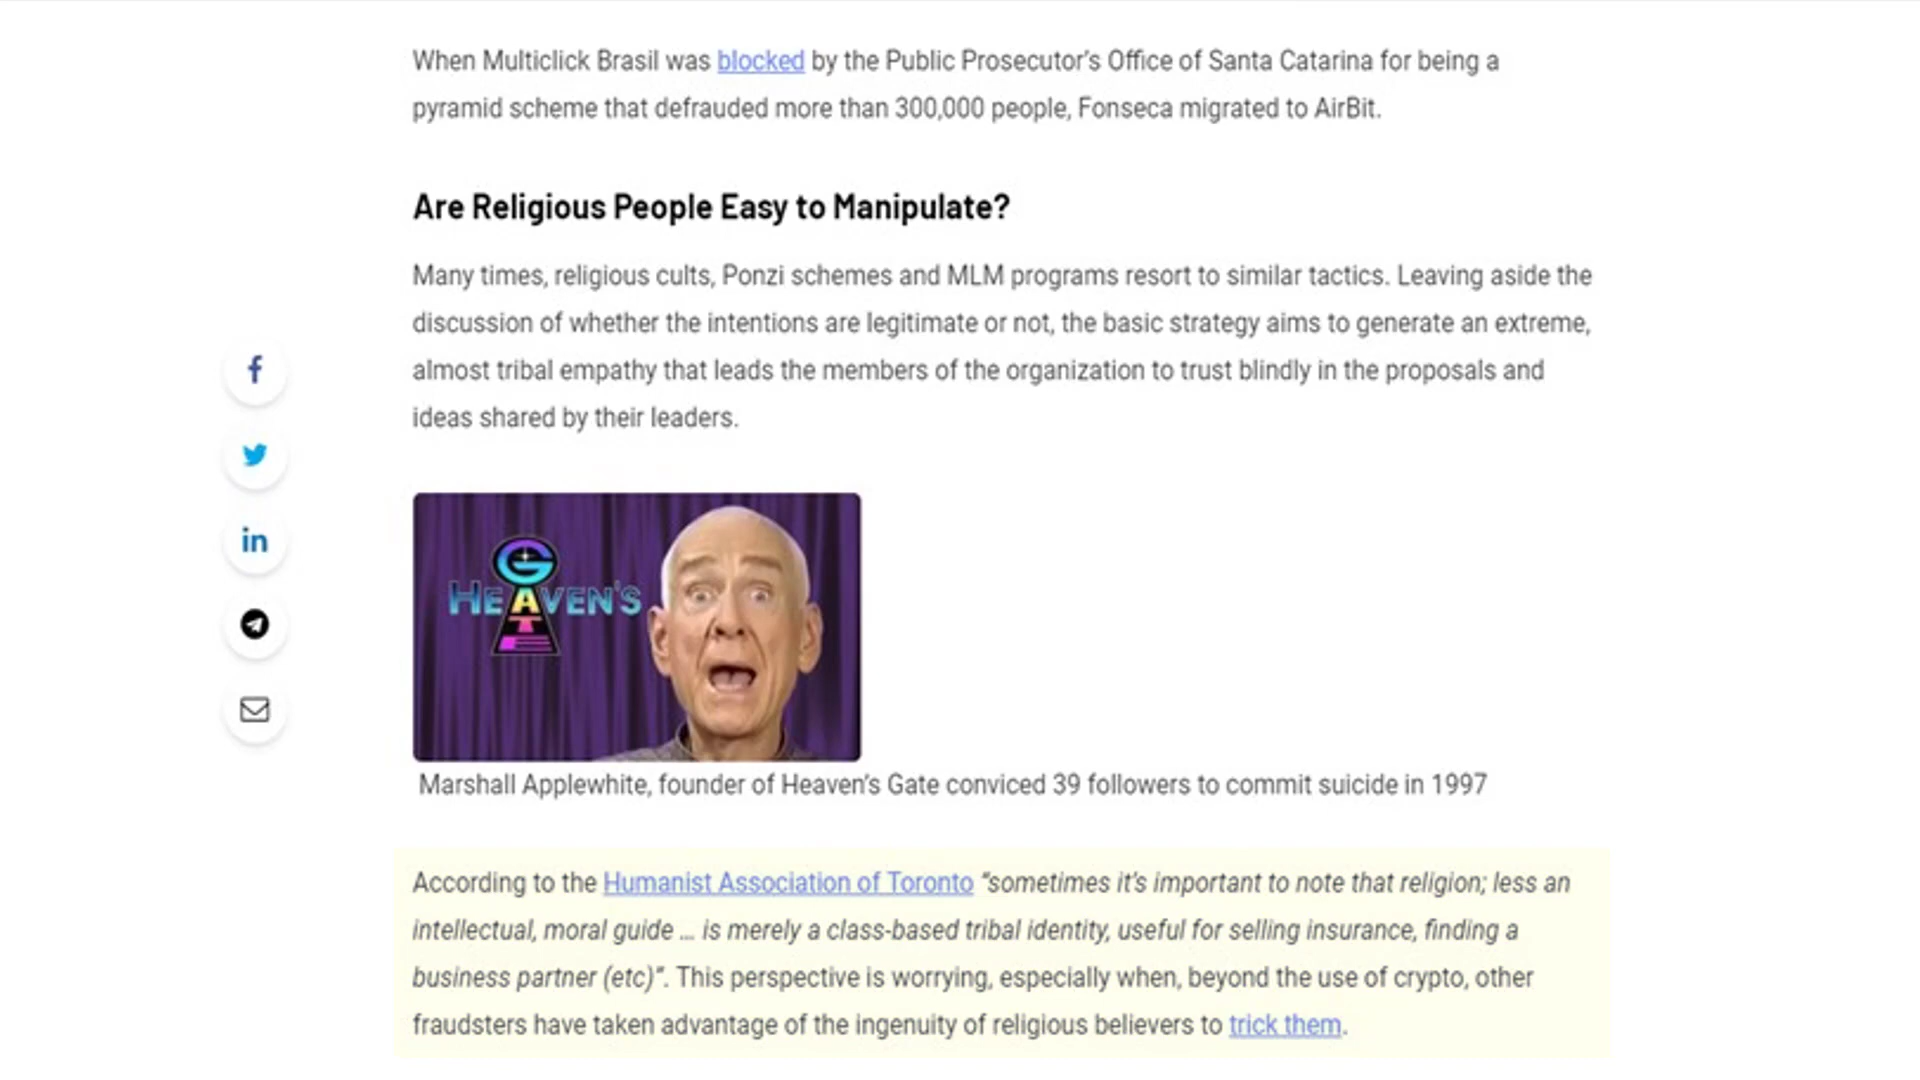 When Multiclick Brasil was blocked by the Public Prosecutor's Office of Santa Catarina for being a
pyramid scheme that defrauded more than 300,000 people, Fonseca migrated to AirBit.
Are Religious People Easy to Manipulate?
Many times, religious cults, Ponzi schemes and MLM programs resort to similar tactics. Leaving aside the
discussion of whether the intentions are legitimate or not, the basic strategy aims to generate an extreme,
almost tribal empathy that leads the members of the organization to trust blindly in the proposals and
ideas shared by their leaders.
HEAVEN'S
GATE
Marshall Applewhite, founder of Heaven's Gate conviced 39 followers to commit suicide in 1997
According to the Humanist Association of Toronto “sometimes it's important to note that religion; less an
intellectual, moral guide ... is merely a class-based tribal identity, useful for selling insurance, finding a
business partner (etc)”. This perspective is worrying, especially when, beyond the use of crypto, other
fraudsters have taken advantage of the ingenuity of religious believers to trick them.